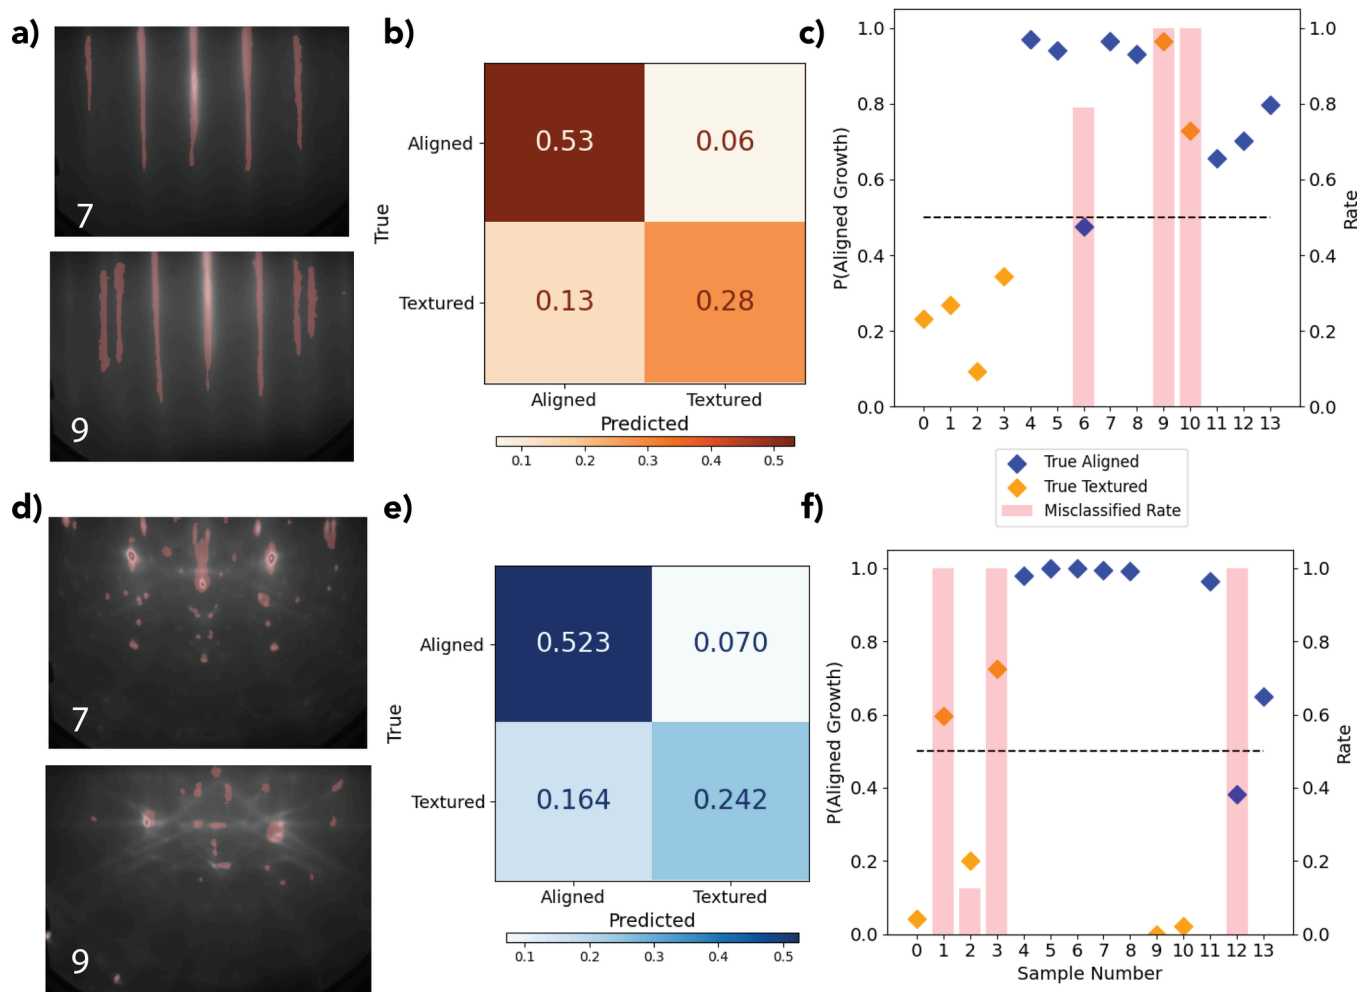 a)
7
9
b)
True
Aligned
Textured
0.53
0.06
0.13
0.28
Aligned
Textured
Predicted
0.1
0.2
0.3
0.4
0.5
c)
P(Aligned Growth)
1.0
0.8
0.6
0.4
0.2
0.0
0 1 2 3 4 5 6 7 8 9 10 11 12 13
1.0
0.8
0.6
0.4
0.2
0.0
Rate
True Aligned
True Textured
Misclassified Rate
d)
7
9
e)
True
Aligned
Textured
0.523
0.070
0.164
0.242
Aligned
Textured
Predicted
0.1
0.2
0.3
0.4
0.5
f)
P(Aligned Growth)
1.0
0.8
0.6
0.4
0.2
0.0
0 1 2 3 4 5 6 7 8 9 10 11 12 13
Sample Number
1.0
0.8
0.6
0.4
0.2
0.0
Rate